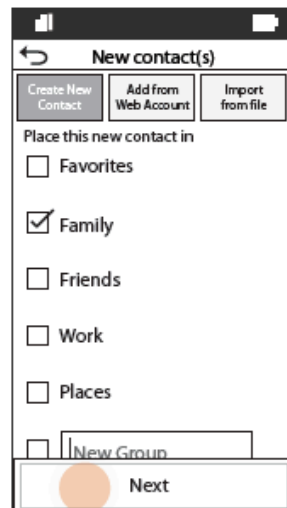 New contact(s)
Create New
Contact
Add from
Web Account
Import
from file
Place this new contact in
Favorites
Family
Friends
Work
Places
New Group
Next